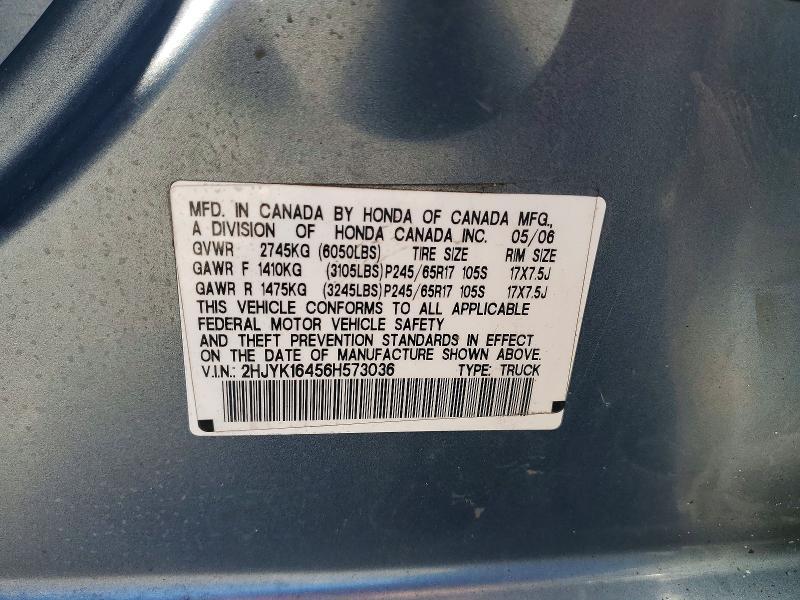 MFD. IN CANADA BY HONDA OF CANADA MFG.,
A DIVISION OF HONDA CANADA INC. 05/06
GVWR 2745KG (6050LBS) TIRE SIZE RIM SIZE
GAWR F 1410KG (3105LBS)P245/65R17 105S 17X7.5J
GAWR R 1475KG (3245LBS)P245/65R17 105S 17X7.5J
THIS VEHICLE CONFORMS TO ALL APPLICABLE
FEDERAL MOTOR VEHICLE SAFETY
AND THEFT PREVENTION STANDARDS IN EFFECT
ON THE DATE OF MANUFACTURE SHOWN ABOVE.
V.I.N.: 2HJYK16456H573036 TYPE: TRUCK